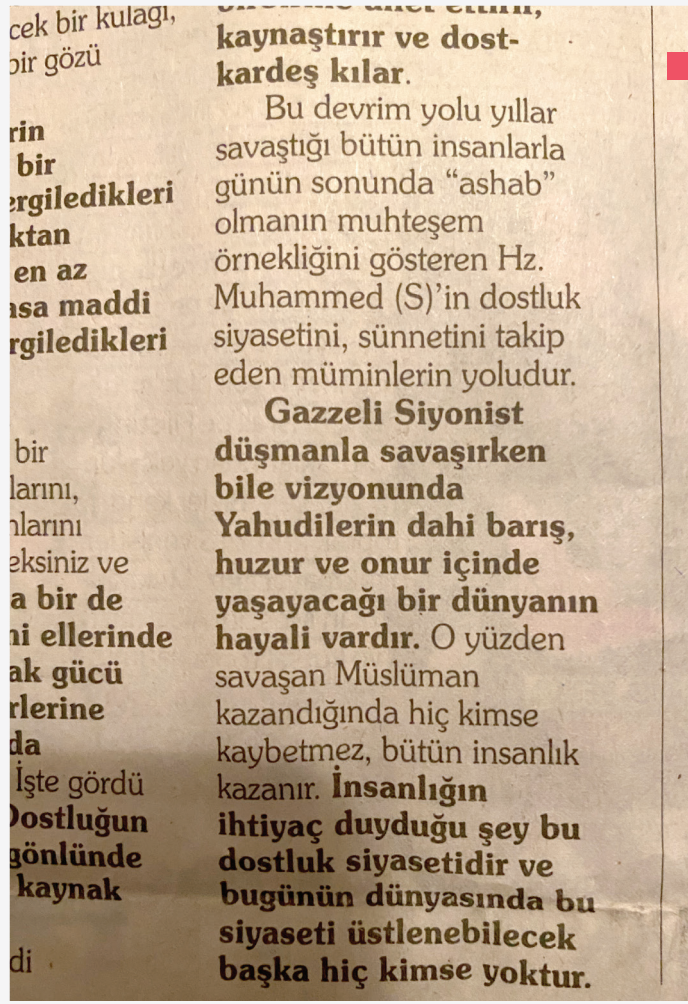 cek bir kulağı,
bir gözü
rin
bir
ergiledikleri
ktan
en az
asa maddi
rgiledikleri
bir
larını,
nlarını
eksiniz ve
a bir de
ni ellerinde
ak gücü
rlerine
da
İşte gördü
Dostluğun
gönlünde
kaynak
di
kaynaştırır ve dost-
kardeş kılar.
Bu devrim yolu yıllar
savaştığı bütün insanlarla
günün sonunda “ashab”
olmanın muhteşem
örnekliğini gösteren Hz.
Muhammed (S)’in dostluk
siyasetini, sünnetini takip
eden müminlerin yoludur.
Gazzeli Siyonist
düşmanla savaşırken
bile vizyonunda
Yahudilerin dahi barış,
huzur ve onur içinde
yaşayacağı bir dünyanın
hayali vardır. O yüzden
savaşan Müslüman
kazandığında hiç kimse
kaybetmez, bütün insanlık
kazanır. İnsanlığın
ihtiyaç duyduğu şey bu
dostluk siyasetidir ve
bugünün dünyasında bu
siyaseti üstlenebilecek
başka hiç kimse yoktur.